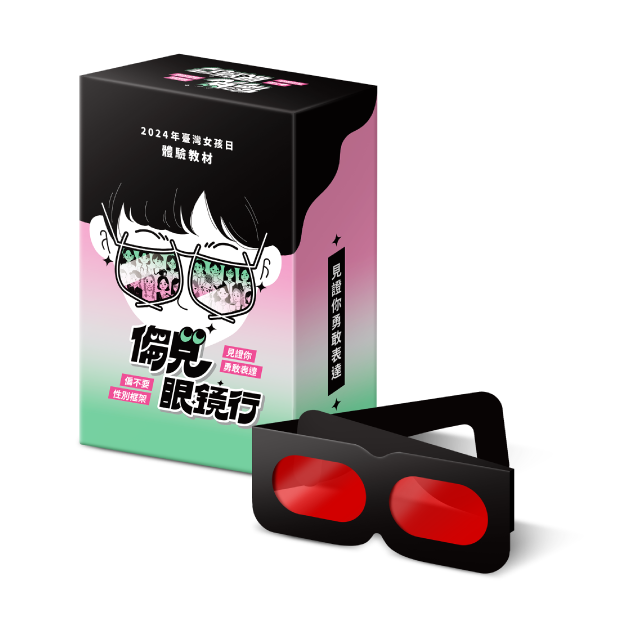 2024年臺灣女孩日
體驗教材
偏見
眼鏡行
見證你
勇敢表達
偏不要
性別框架
見證你勇敢表達